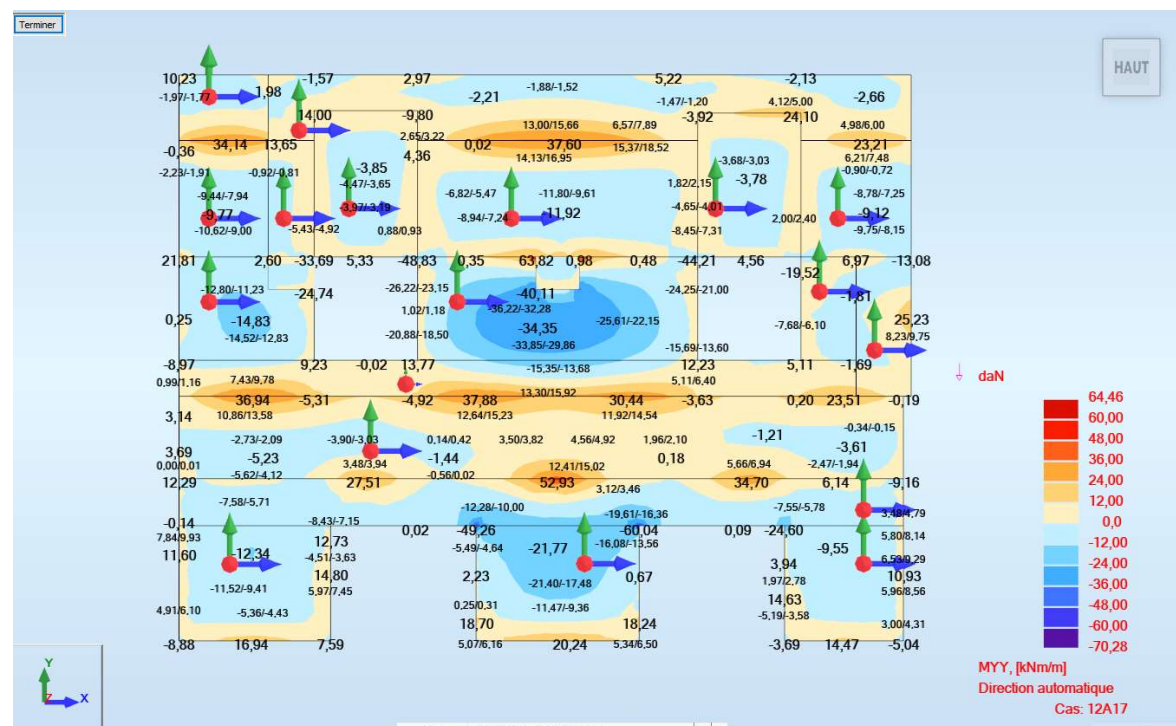 Terminer
HAUT
10,23 -1,57 2,97 -1,88/-1,52 5,22 -2,13
-1,97/-1,77 1,98 -2,21 -1,47/-1,20 4,12/5,00 -2,66
14,00 -9,80 13,00/15,66 6,57/7,89 -3,92 24,10 4,98/6,00
-0,36 34,14 13,65 2,65/3,22 0,02 37,60 15,37/18,52 23,21
4,36 14,13/16,95 6,21/7,48
-2,23/-1,91 -0,92/-0,81 -3,85 -3,68/-3,03 -0,90/-0,72
-9,44/-7,94 -4,47/-3,65 -6,82/-5,47 -11,80/-9,61 1,82/2,15 -3,78 -8,78/-7,25
-9,77 -3,97/-3,19 -8,94/-7,24 -11,92 -4,65/-4,01 2,00/2,40 -9,12
-10,62/-9,00 -5,43/-4,92 0,88/0,93 -8,45/-7,31 -9,75/-8,15
21,81 2,60 -33,69 5,33 -48,83 0,35 63,82 0,98 0,48 -44,21 4,56 -19,52 6,97 -13,08
-12,80/-11,23 -24,74 -26,22/-23,15 -40,11 -24,25/-21,00 -1,81
0,25 -14,83 1,02/1,18 -36,22/-32,28 -34,35 -25,61/-22,15 -7,68/-6,10 25,23
-14,52/-12,83 -20,88/-18,50 -33,85/-29,86 -15,69/-13,60 8,23/9,75
-8,97 9,23 -0,02 13,77 -15,35/-13,68 12,23 5,11 -1,69
0,99/1,16 7,43/9,78 13,30/15,92 5,11/6,40
36,94 -5,31 -4,92 37,88 30,44 -3,63 0,20 23,51 -0,19
3,14 10,86/13,58 12,64/15,23 11,92/14,54
-2,73/-2,09 -3,90/-3,03 0,14/0,42 3,50/3,82 4,56/4,92 1,96/2,10 -1,21 -0,34/-0,15
3,69 -5,23 -1,44 0,18 -3,61
0,00/0,01 -5,62/-4,12 3,48/3,94 -0,56/0,02 12,41/15,02 5,66/6,94 -2,47/-1,94
12,29 27,51 52,93 3,12/3,46 34,70 6,14 -9,16
-7,58/-5,71 -12,28/-10,00 -19,61/-16,36 -7,55/-5,78 3,48/4,79
-0,14 -8,43/-7,15 0,02 -49,26 -60,04 0,09 -24,60
7,84/9,93 12,73 -5,49/-4,64 -21,77 -16,08/-13,56 -9,55 5,80/8,14
11,60 -12,34 -4,51/-3,63 3,94 6,53/9,29
-11,52/-9,41 14,80 2,23 -21,40/-17,48 0,67 1,97/2,78 10,93
5,97/7,45 5,96/8,56
4,91/6,10 -5,36/-4,43 0,25/0,31 -11,47/-9,36 14,63
18,70 18,24 -5,19/-3,58 3,00/4,31
-8,88 16,94 7,59 5,07/6,16 20,24 5,34/6,50 -3,69 14,47 -5,04
daN
64,46
60,00
48,00
36,00
24,00
12,00
0,0
-12,00
-24,00
-36,00
-48,00
-60,00
-70,28
MYY, [kNm/m]
Direction automatique
Cas: 12A17
Y
Z X